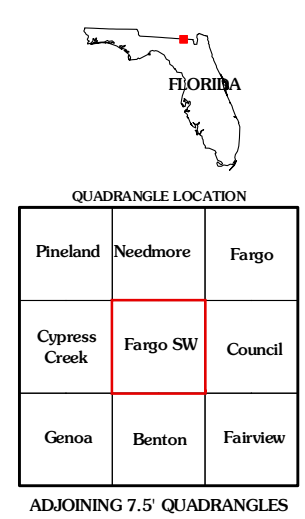 FLORIDA
QUADRANGLE LOCATION
Pineland Needmore Fargo
Cypress
Creek
Fargo SW
Council
Genoa Benton Fairview
ADJOINING 7.5' QUADRANGLES